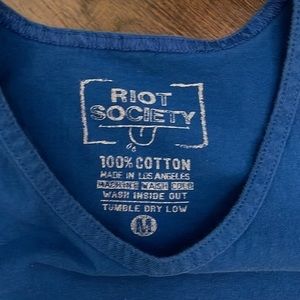 RIOT
SOCIETY
100% COTTON
MADE IN LOS ANGELES
MACHINE WASH COLD
WASH INSIDE OUT
TUMBLE DRY LOW
M